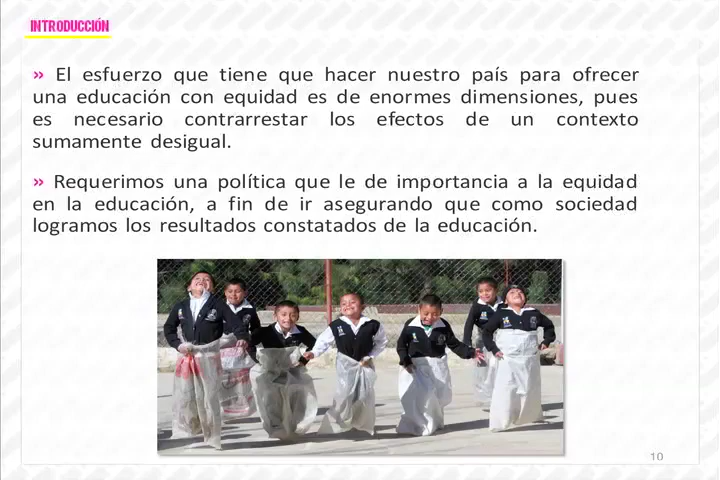 INTRODUCCIÓN
» El esfuerzo que tiene que hacer nuestro país para ofrecer
una educación con equidad es de enormes dimensiones, pues
es necesario contrarrestar los efectos de un contexto
sumamente desigual.
» Requerimos una política que le de importancia a la equidad
en la educación, a fin de ir asegurando que como sociedad
logramos los resultados constatados de la educación.
10